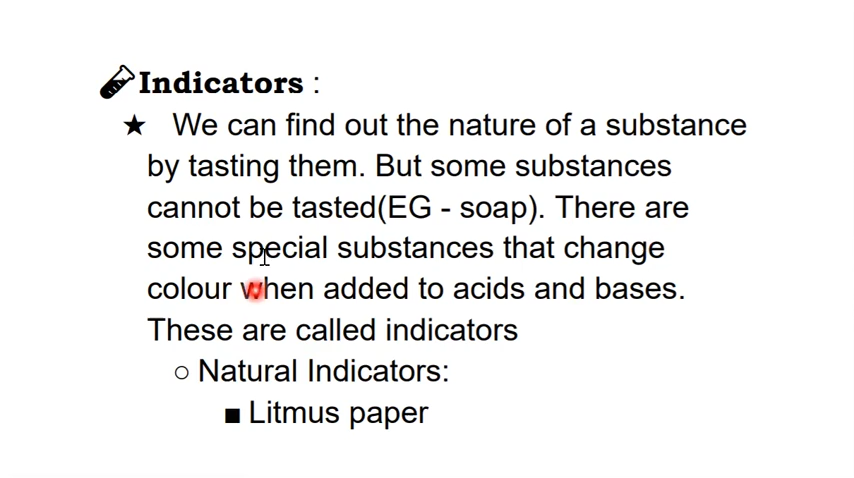 Indicators :
★ We can find out the nature of a substance
by tasting them. But some substances
cannot be tasted(EG - soap). There are
some special substances that change
colour when added to acids and bases.
These are called indicators
○ Natural Indicators:
■ Litmus paper